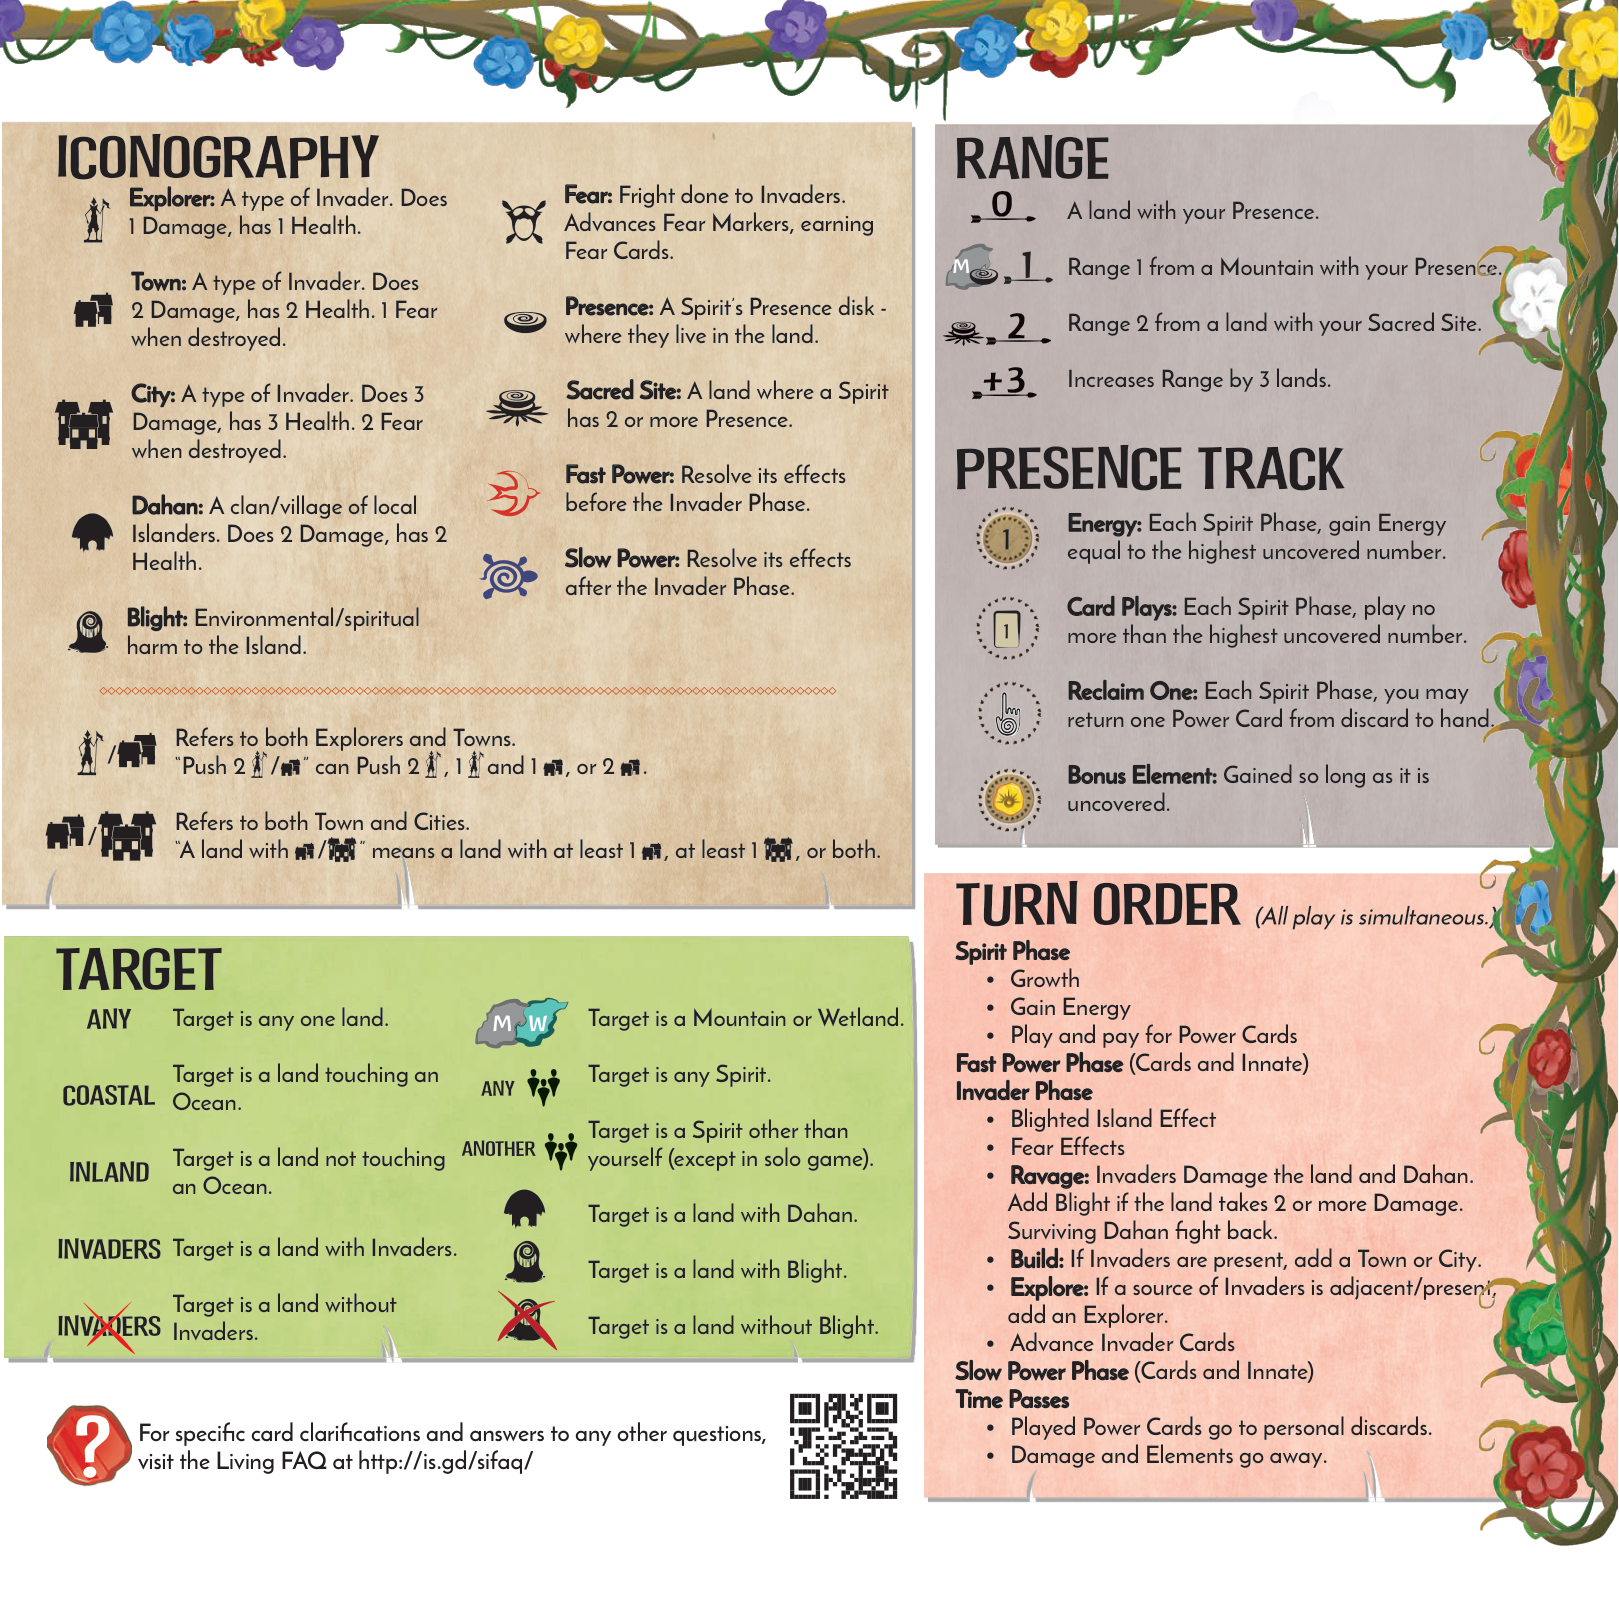 ICONOGRAPHY
Explorer: A type of Invader. Does
1 Damage, has 1 Health.
Town: A type of Invader. Does
2 Damage, has 2 Health. 1 Fear
when destroyed.
City: A type of Invader. Does 3
Damage, has 3 Health. 2 Fear
when destroyed.
Dahan: A clan/village of local
Islanders. Does 2 Damage, has 2
Health.
Blight: Environmental/spiritual
harm to the Island.
Fear: Fright done to Invaders.
Advances Fear Markers, earning
Fear Cards.
Presence: A Spirit's Presence disk -
where they live in the land.
Sacred Site: A land where a Spirit
has 2 or more Presence.
Fast Power: Resolve its effects
before the Invader Phase.
Slow Power: Resolve its effects
after the Invader Phase.
/ Refers to both Explorers and Towns.
"Push 2 / " can Push 2 , 1 and 1 , or 2 .
/ Refers to both Town and Cities.
"A land with / " means a land with at least 1 , at least 1 , or both.
RANGE
0 A land with your Presence.
M 1 Range 1 from a Mountain with your Presence.
2 Range 2 from a land with your Sacred Site.
+3 Increases Range by 3 lands.
PRESENCE TRACK
1 Energy: Each Spirit Phase, gain Energy
equal to the highest uncovered number.
1 Card Plays: Each Spirit Phase, play no
more than the highest uncovered number.
Reclaim One: Each Spirit Phase, you may
return one Power Card from discard to hand.
Bonus Element: Gained so long as it is
uncovered.
TARGET
ANY Target is any one land.
COASTAL Target is a land touching an
Ocean.
INLAND Target is a land not touching
an Ocean.
INVADERS Target is a land with Invaders.
INVADERS Target is a land without
Invaders.
M W Target is a Mountain or Wetland.
ANY Target is any Spirit.
ANOTHER Target is a Spirit other than
yourself (except in solo game).
Target is a land with Dahan.
Target is a land with Blight.
Target is a land without Blight.
TURN ORDER (All play is simultaneous.)
Spirit Phase
• Growth
• Gain Energy
• Play and pay for Power Cards
Fast Power Phase (Cards and Innate)
Invader Phase
• Blighted Island Effect
• Fear Effects
• Ravage: Invaders Damage the land and Dahan.
Add Blight if the land takes 2 or more Damage.
Surviving Dahan fight back.
• Build: If Invaders are present, add a Town or City.
• Explore: If a source of Invaders is adjacent/present,
add an Explorer.
• Advance Invader Cards
Slow Power Phase (Cards and Innate)
Time Passes
• Played Power Cards go to personal discards.
• Damage and Elements go away.
? For specific card clarifications and answers to any other questions,
visit the Living FAQ at http://is.gd/sifaq/